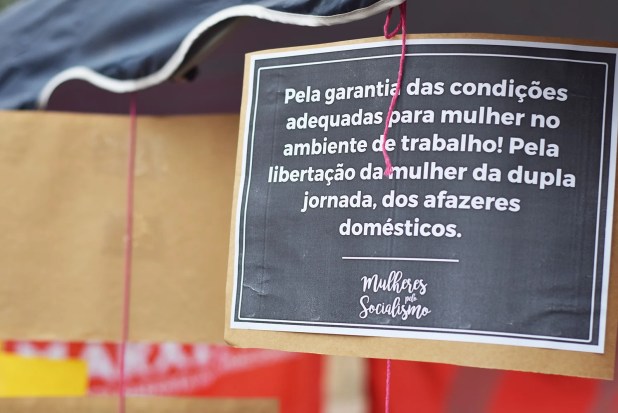 Pela garantia das condições
adequadas para mulher no
ambiente de trabalho! Pela
libertação da mulher da dupla
jornada, dos afazeres
domésticos.
Mulheres
pelo
Socialismo